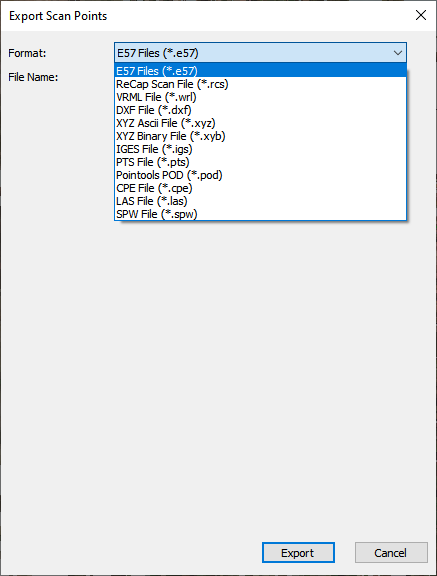 Export Scan Points
Format:
E57 Files (*.e57)
E57 Files (*.e57)
ReCap Scan File (*.rcs)
File Name:
VRML File (*.wrl)
DXF File (*.dxf)
XYZ Ascii File (*.xyz)
XYZ Binary File (*.xyb)
IGES File (*.igs)
PTS File (*.pts)
Pointools POD (*.pod)
CPE File (*.cpe)
LAS File (*.las)
SPW File (*.spw)
Export
Cancel